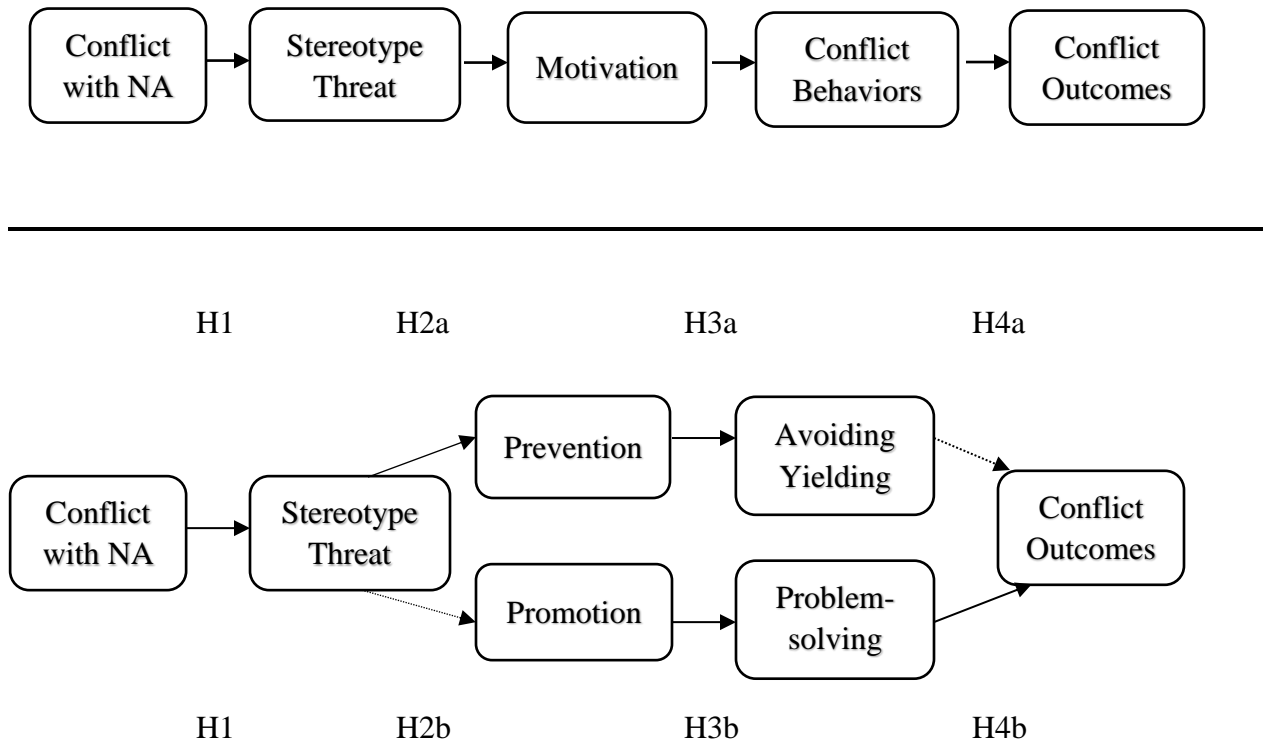 Conflict
with NA
Stereotype
Threat
Motivation
Conflict
Behaviors
Conflict
Outcomes
H1
H2a
H3a
H4a
Conflict
with NA
Stereotype
Threat
Prevention
Avoiding
Yielding
Promotion
Problem-
solving
Conflict
Outcomes
H1
H2b
H3b
H4b